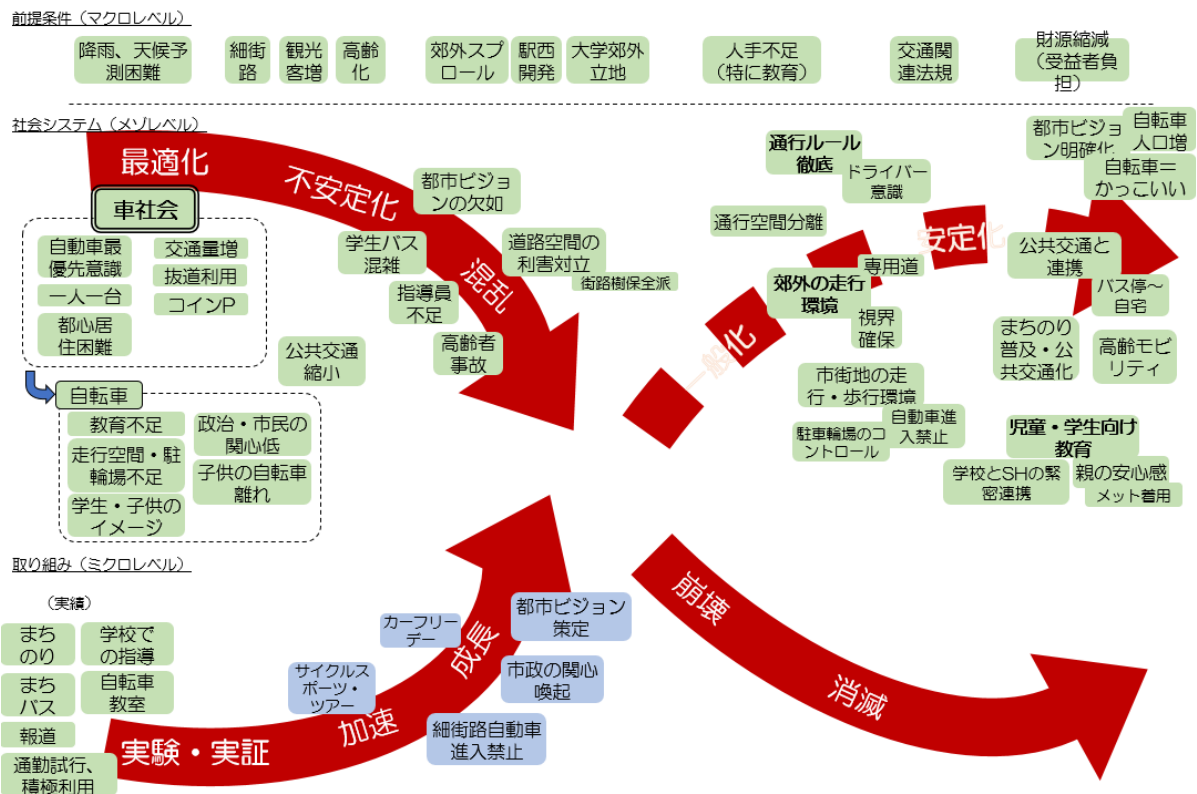 前提条件（マクロレベル）
降雨、天候予
測困難
細街
路
観光
客増
高齢
化
郊外スプ
ロール
駅西
開発
大学郊外
立地
人手不足
（特に教育）
交通関
連法規
財源縮減
（受益者負
担）
社会システム（メゾレベル）
最適化
不安定化
混乱
車社会
自動車最
優先意識
一人一台
都心居
住困難
交通量増
抜道利用
コインP
都市ビジョ
ンの欠如
学生バス
混雑
指導員
不足
高齢者
事故
道路空間の
利害対立
街路樹保全派
公共交通
縮小
自転車
教育不足
走行空間・駐
輪場不足
学生・子供の
イメージ
政治・市民の
関心低
子供の自転車
離れ
一般化
安定化
通行ルール
徹底
ドライバー
意識
通行空間分離
専用道
郊外の走行
環境
視界
確保
市街地の走
行・歩行環境
自動車進
入禁止
駐車輪場のコ
ントロール
都市ビジョ
ン明確化
自転車
人口増
自転車＝
かっこいい
公共交通と
連携
バス停～
自宅
まちのり
普及・公
共交通化
高齢モビ
リティ
児童・学生向け
教育
学校とSHの緊
密連携
親の安心感
メット着用
取り組み（ミクロレベル）
（実績）
まち
のり
学校で
の指導
まち
バス
自転車
教室
報道
通勤試行、
積極利用
実験・実証
加速
成長
カーフリー
デー
サイクルス
ポーツ・
ツアー
都市ビジョン
策定
市政の関心
喚起
細街路自動車
進入禁止
崩壊
消滅